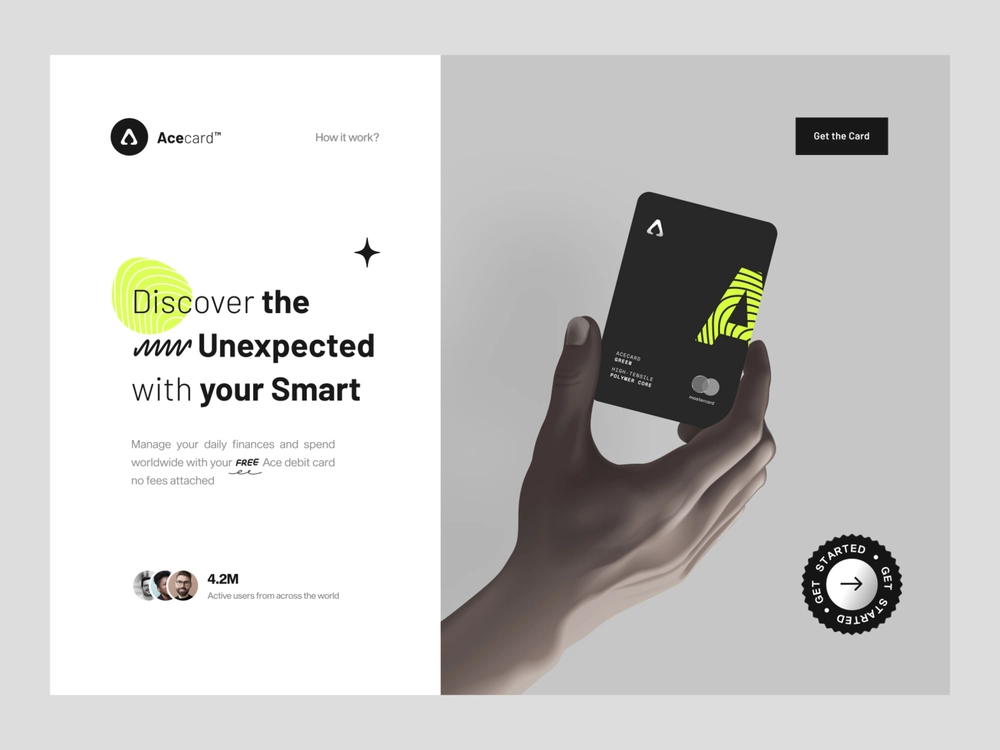 Acecard™
How it work?
Get the Card
Discover the
Unexpected
with your Smart
Manage your daily finances and spend
worldwide with your FREE Ace debit card
no fees attached
4.2M
Active users from across the world
A
ACECARD
GREEN
HIGH-TENSILE
POLYMER CORE
mastercard
GET STARTED • GET STARTED •